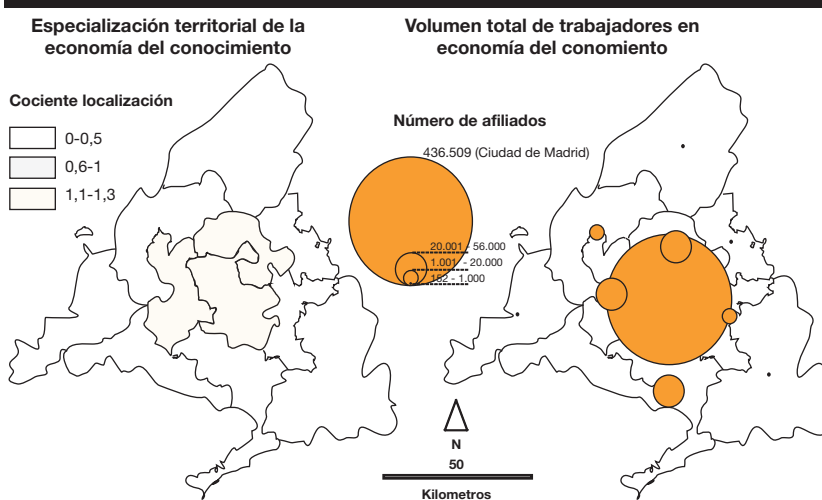 Especialización territorial de la
economía del conocimiento
Cociente localización
0-0,5
0,6-1
1,1-1,3
Volumen total de trabajadores en
economía del conomiento
Número de afiliados
436.509 (Ciudad de Madrid)
20.001 - 56.000
1.001 - 20.000
152 - 1.000
N
50
Kilometros